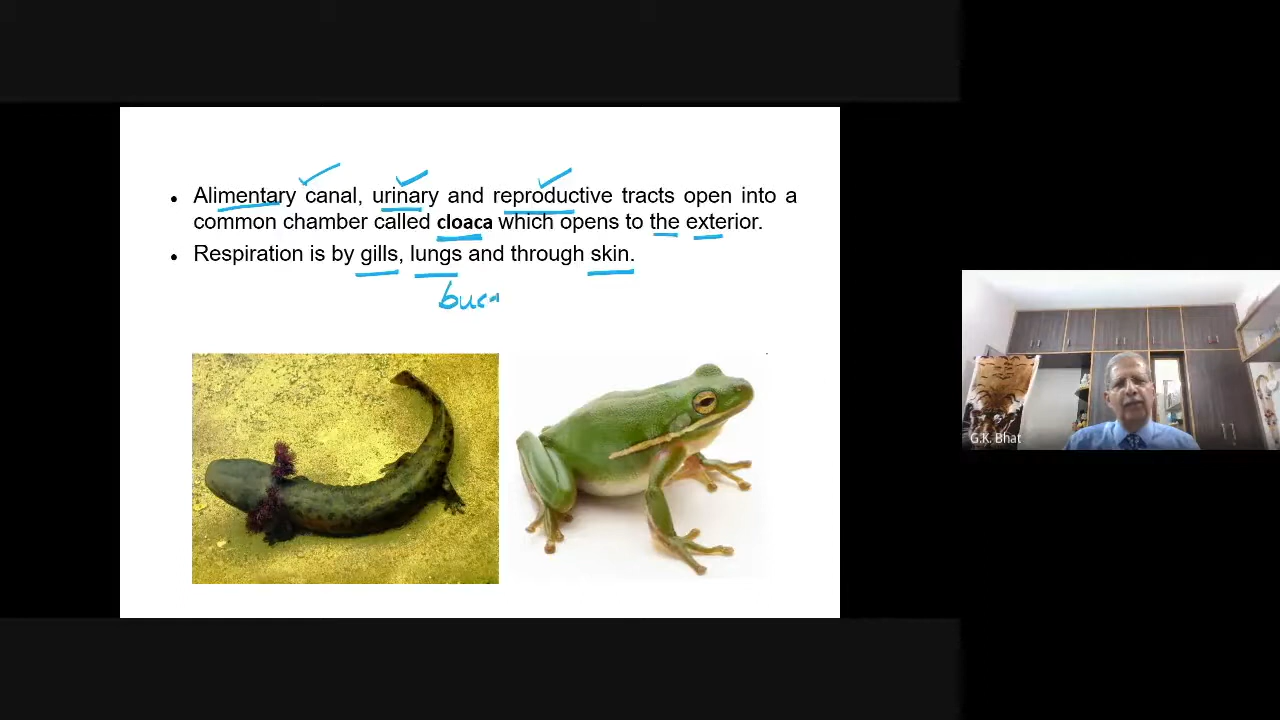 • Alimentary canal, urinary and reproductive tracts open into a
common chamber called cloaca which opens to the exterior.
• Respiration is by gills, lungs and through skin.
buca
G.K. Bhat